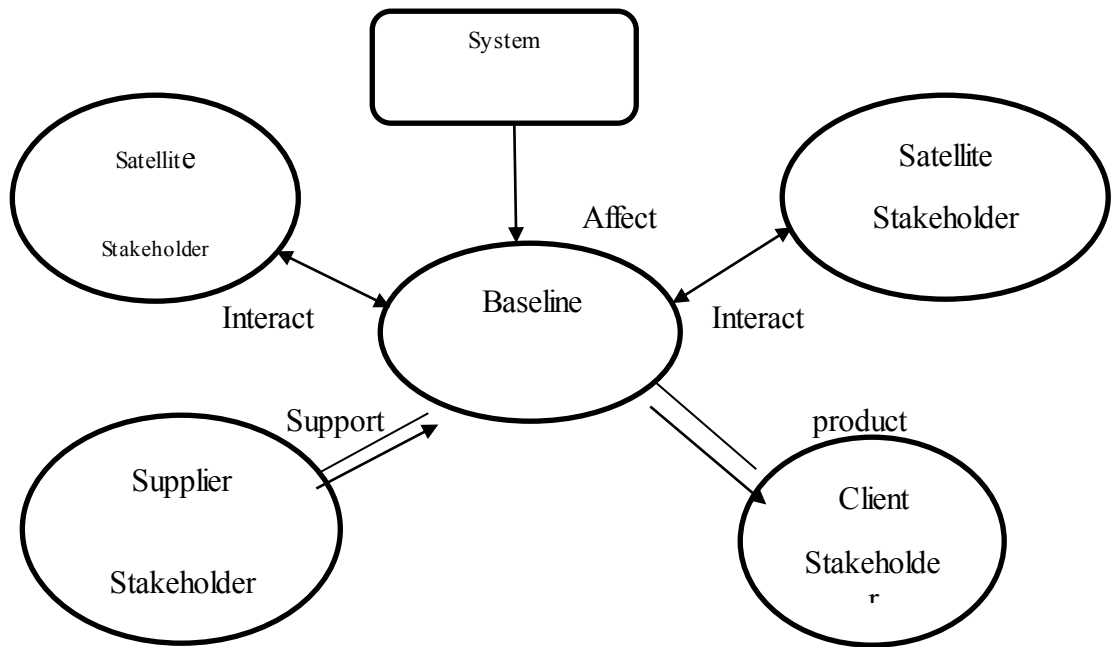 System
Satellite
Stakeholder
Satellite
Stakeholder
Affect
Baseline
Interact
Interact
Support
product
Supplier
Stakeholder
Client
Stakeholde
r